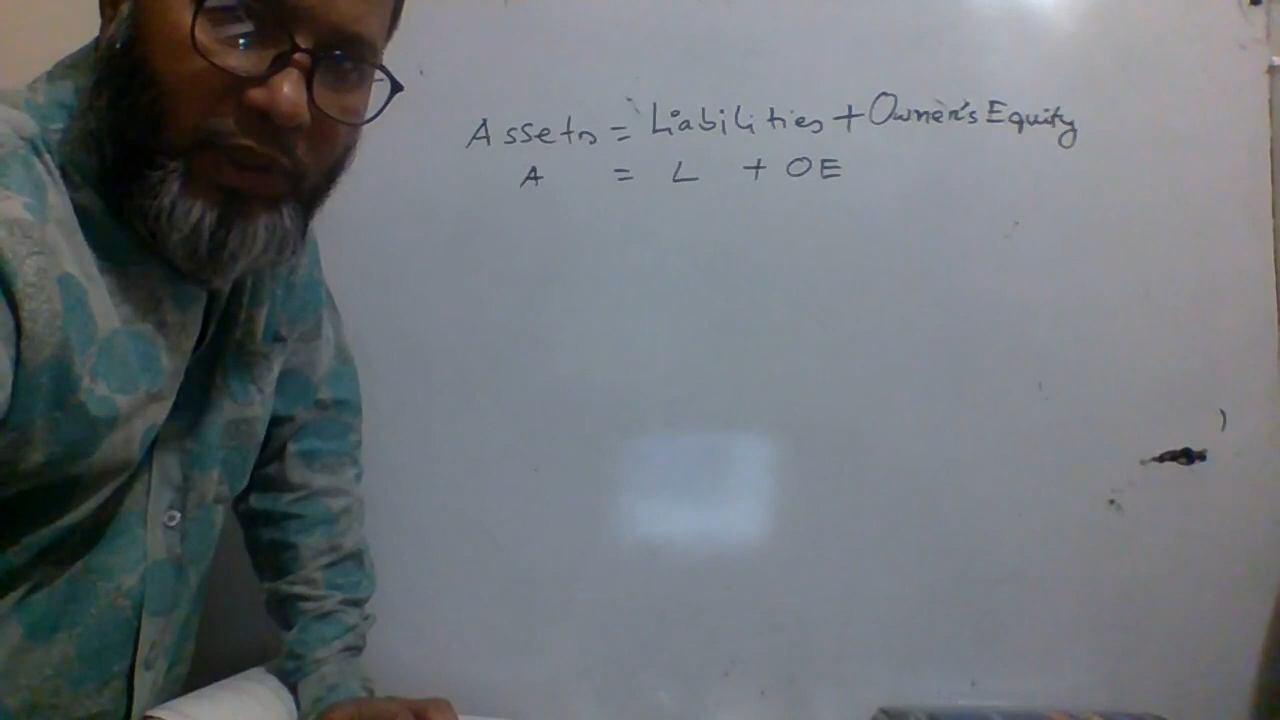 Assets = Liabilities + Owner's Equity
A = L + OE